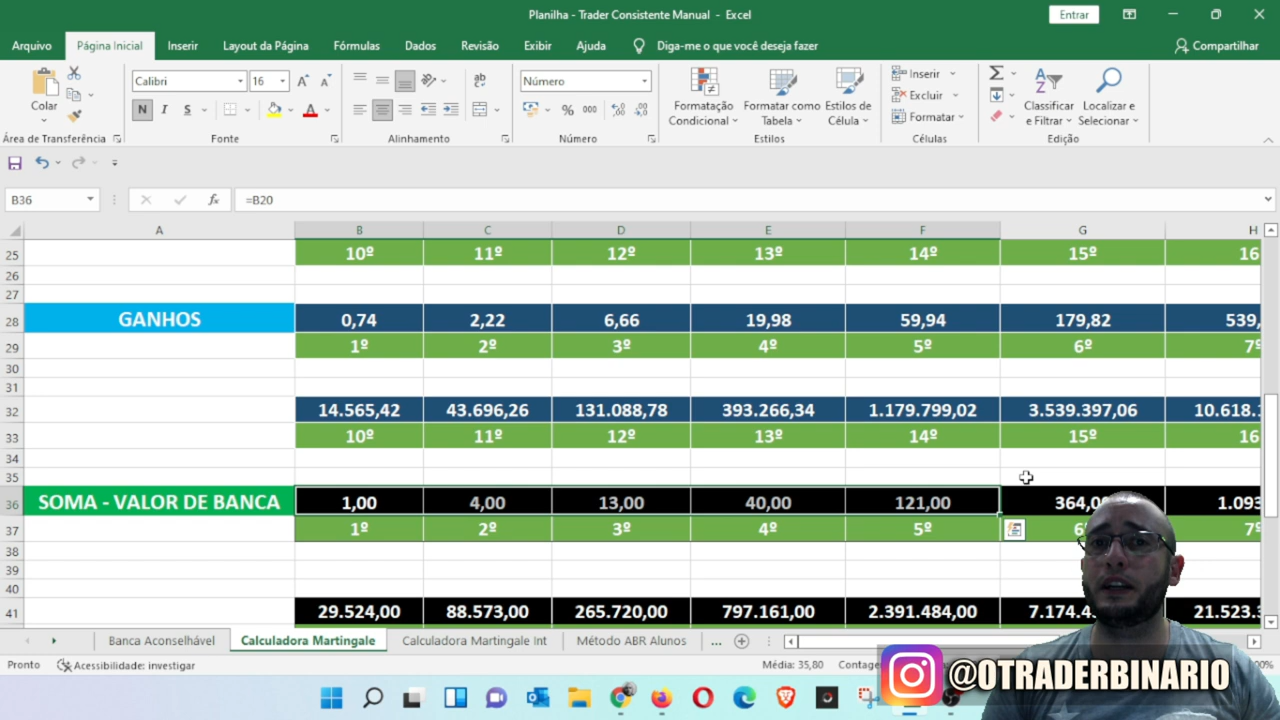 Planilha - Trader Consistente Manual - Excel
Entrar
Arquivo Página Inicial Inserir Layout da Página Fórmulas Dados Revisão Exibir Ajuda Diga-me o que você deseja fazer Compartilhar
Colar
Área de Transferência
Calibri 16
N I S
Fonte
ab
Alinhamento
Número
% 000
Número
Formatação Condicional
Formatar como Tabela
Estilos de Célula
Estilos
Inserir
Excluir
Formatar
Células
Classificar e Filtrar
Localizar e Selecionar
Edição
B36 fx =B20
A B C D E F G H
25 10º 11º 12º 13º 14º 15º 16
26
27
28 GANHOS 0,74 2,22 6,66 19,98 59,94 179,82 539,
29 1º 2º 3º 4º 5º 6º 7º
30
31
32 14.565,42 43.696,26 131.088,78 393.266,34 1.179.799,02 3.539.397,06 10.618.
33 10º 11º 12º 13º 14º 15º 16
34
35
36 SOMA - VALOR DE BANCA 1,00 4,00 13,00 40,00 121,00 364,00 1.093
37 1º 2º 3º 4º 5º 6 7º
38
39
40
41 29.524,00 88.573,00 265.720,00 797.161,00 2.391.484,00 7.174.4 21.523.
Banca Aconselhável Calculadora Martingale Calculadora Martingale Int Método ABR Alunos ...
Pronto Acessibilidade: investigar Média: 35,80 Contage
@OTRADERBINARIO